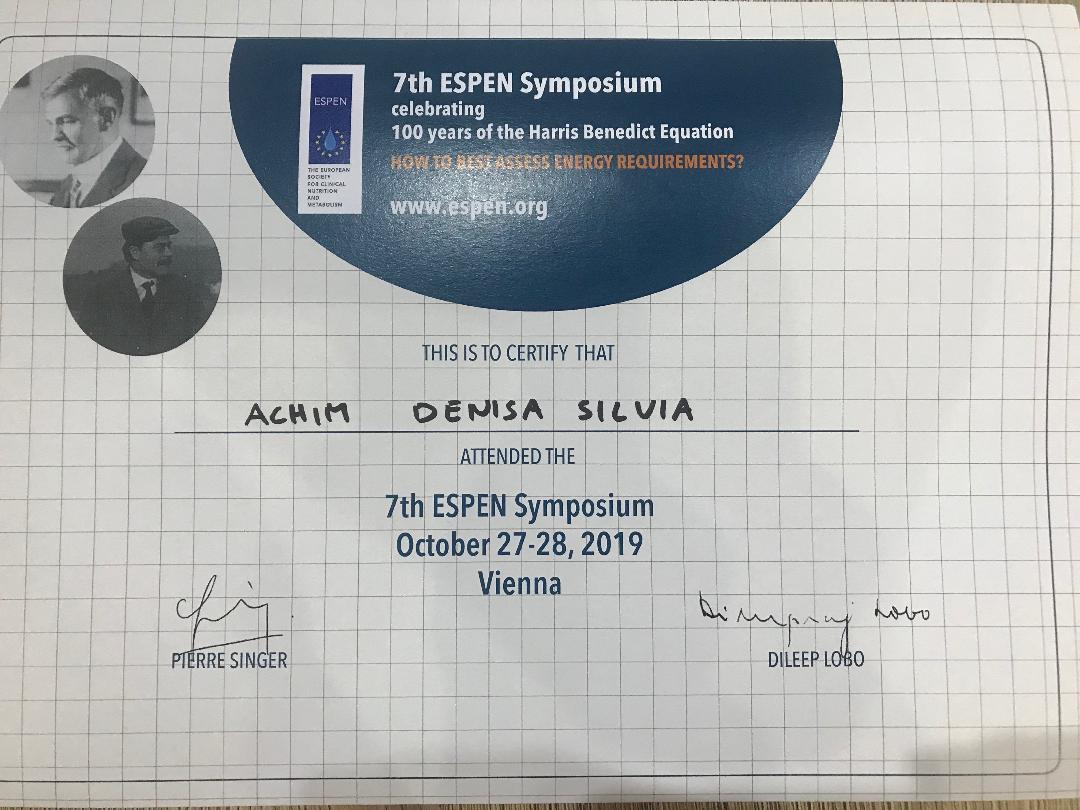 ESPEN
THE EUROPEAN
SOCIETY
FOR CLINICAL
NUTRITION
AND
METABOLISM
7th ESPEN Symposium
celebrating
100 years of the Harris Benedict Equation
HOW TO BEST ASSESS ENERGY REQUIREMENTS?
www.espen.org
THIS IS TO CERTIFY THAT
ACHIM DENISA SILVIA
ATTENDED THE
7th ESPEN Symposium
October 27-28, 2019
Vienna
PIERRE SINGER
DILEEP LOBO